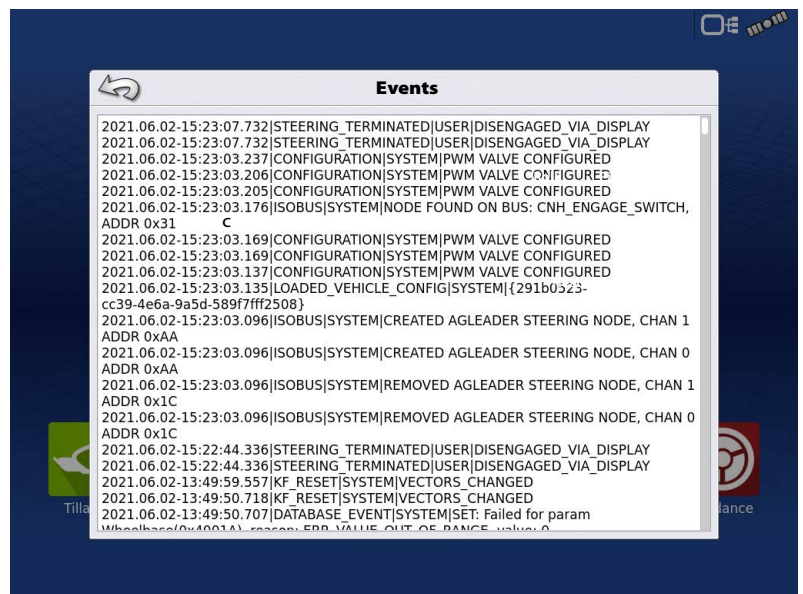 Events
2021.06.02-15:23:07.732|STEERING_TERMINATED|USER|DISENGAGED_VIA_DISPLAY
2021.06.02-15:23:07.732|STEERING_TERMINATED|USER|DISENGAGED_VIA_DISPLAY
2021.06.02-15:23:03.237|CONFIGURATION|SYSTEM|PWM VALVE CONFIGURED
2021.06.02-15:23:03.206|CONFIGURATION|SYSTEM|PWM VALVE CONFIGURED
2021.06.02-15:23:03.205|CONFIGURATION|SYSTEM|PWM VALVE CONFIGURED
2021.06.02-15:23:03.176|ISOBUS|SYSTEM|NODE FOUND ON BUS: CNH_ENGAGE_SWITCH,
ADDR 0x31 C
2021.06.02-15:23:03.169|CONFIGURATION|SYSTEM|PWM VALVE CONFIGURED
2021.06.02-15:23:03.169|CONFIGURATION|SYSTEM|PWM VALVE CONFIGURED
2021.06.02-15:23:03.137|CONFIGURATION|SYSTEM|PWM VALVE CONFIGURED
2021.06.02-15:23:03.135|LOADED_VEHICLE_CONFIG|SYSTEM|
cc39-4e6a-9a5d-589f7fff2508}
2021.06.02-15:23:03.096|ISOBUS|SYSTEM|CREATED AGLEADER STEERING NODE, CHAN 1
ADDR 0xAA
2021.06.02-15:23:03.096|ISOBUS|SYSTEM|CREATED AGLEADER STEERING NODE, CHAN 0
ADDR 0xAA
2021.06.02-15:23:03.096|ISOBUS|SYSTEM|REMOVED AGLEADER STEERING NODE, CHAN 1
ADDR 0x1C
2021.06.02-15:23:03.096|ISOBUS|SYSTEM|REMOVED AGLEADER STEERING NODE, CHAN 0
ADDR 0x1C
2021.06.02-15:22:44.336|STEERING_TERMINATED|USER|DISENGAGED_VIA_DISPLAY
2021.06.02-15:22:44.336|STEERING_TERMINATED|USER|DISENGAGED_VIA_DISPLAY
2021.06.02-13:49:59.557|KF_RESET|SYSTEM|VECTORS_CHANGED
2021.06.02-13:49:50.718|KF_RESET|SYSTEM|VECTORS_CHANGED
2021.06.02-13:49:50.707|DATABASE_EVENT|SYSTEM|SET: Failed for param
Wheelbase(0x4001A), reason: ERR_VALUE_OUT_OF_RANGE, value: 0
Tilla
dance